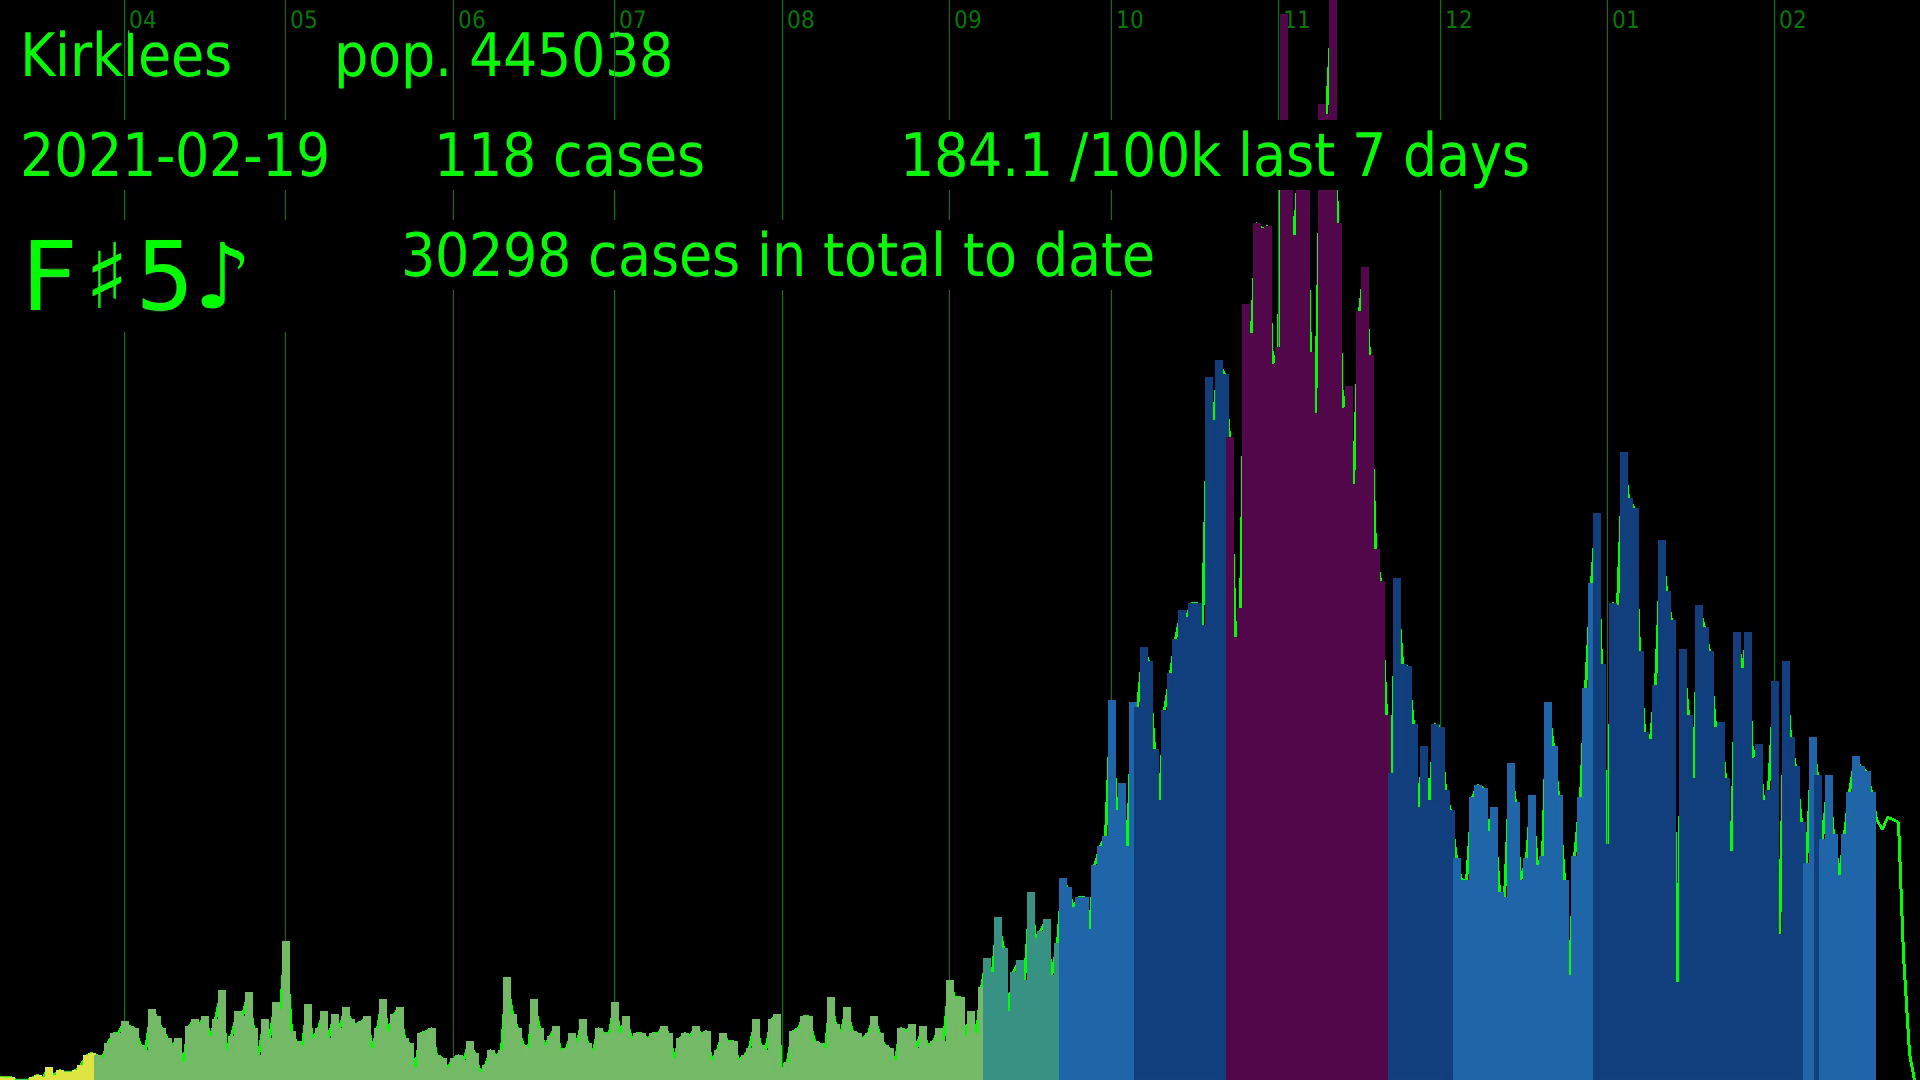 04 05 06 07 08 09 10 11 12 01 02
Kirklees pop. 445038
2021-02-19 118 cases 184.1 /100k last 7 days
F♯5♪ 30298 cases in total to date